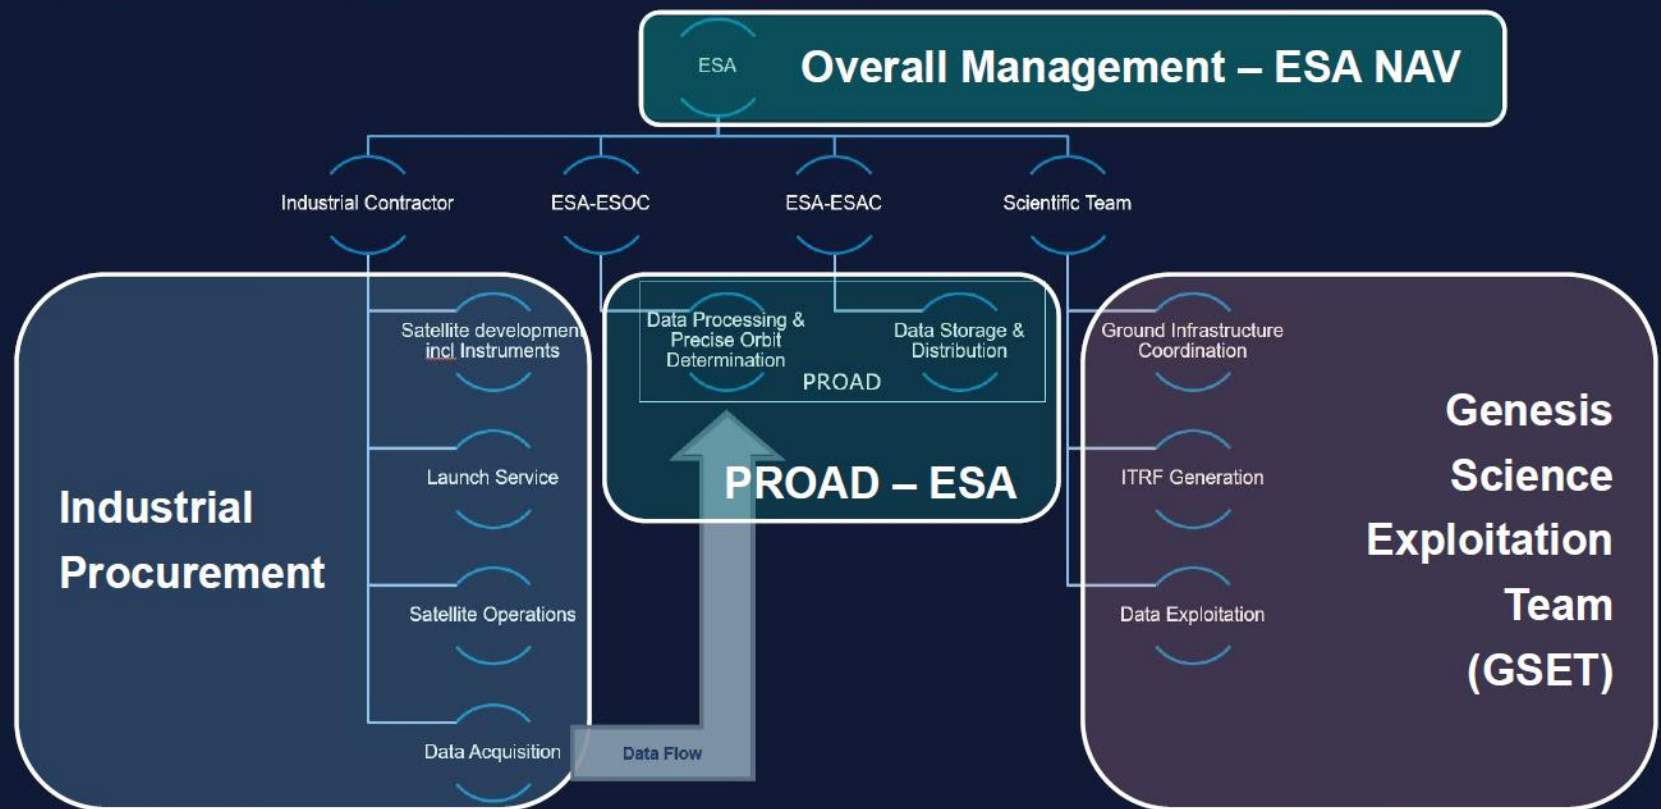 ESA
Overall Management – ESA NAV
Industrial Contractor
ESA-ESOC
ESA-ESAC
Scientific Team
Satellite development
incl Instruments
Launch Service
Satellite Operations
Data Acquisition
Industrial
Procurement
Data Flow
Data Processing &
Precise Orbit
Determination
Data Storage &
Distribution
PROAD
PROAD – ESA
Ground Infrastructure
Coordination
ITRF Generation
Data Exploitation
Genesis
Science
Exploitation
Team
(GSET)